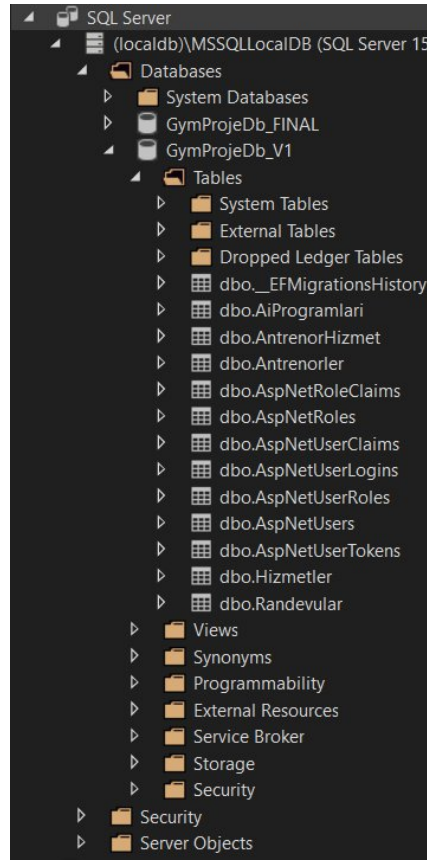 SQL Server
(localdb)\MSSQLLocalDB (SQL Server 15
Databases
System Databases
GymProjeDb_FINAL
GymProjeDb_V1
Tables
System Tables
External Tables
Dropped Ledger Tables
dbo.__EFMigrationsHistory
dbo.AiProgramlari
dbo.AntrenorHizmet
dbo.Antrenorler
dbo.AspNetRoleClaims
dbo.AspNetRoles
dbo.AspNetUserClaims
dbo.AspNetUserLogins
dbo.AspNetUserRoles
dbo.AspNetUsers
dbo.AspNetUserTokens
dbo.Hizmetler
dbo.Randevular
Views
Synonyms
Programmability
External Resources
Service Broker
Storage
Security
Security
Server Objects